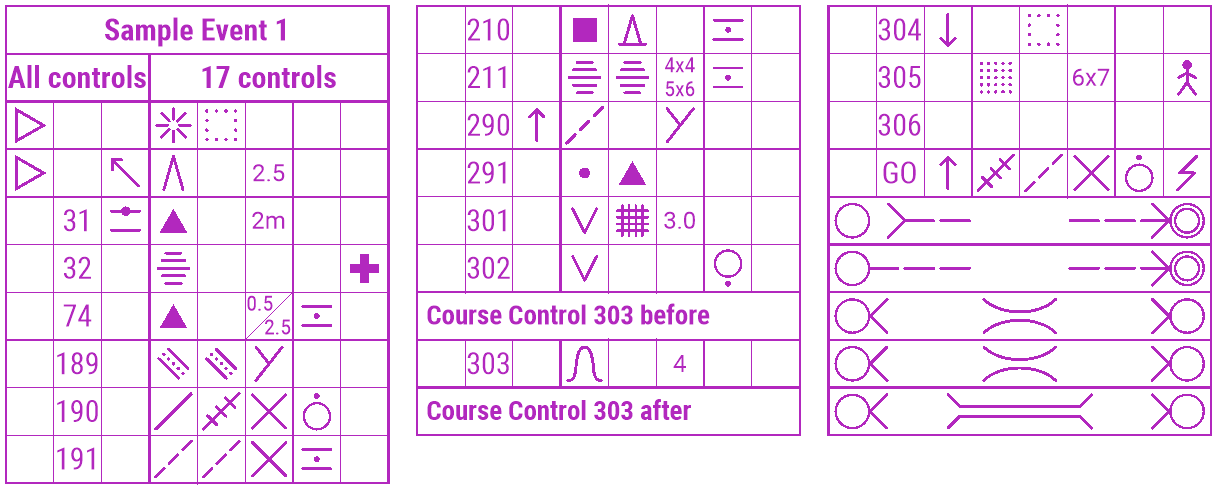 Sample Event 1
All controls 17 controls
2.5
31 2m
32
74 0.5 2.5
189
190
191
210
211 4x4 5x6
290
291
301 3.0
302
Course Control 303 before
303 4
Course Control 303 after
304
305 6x7
306
GO